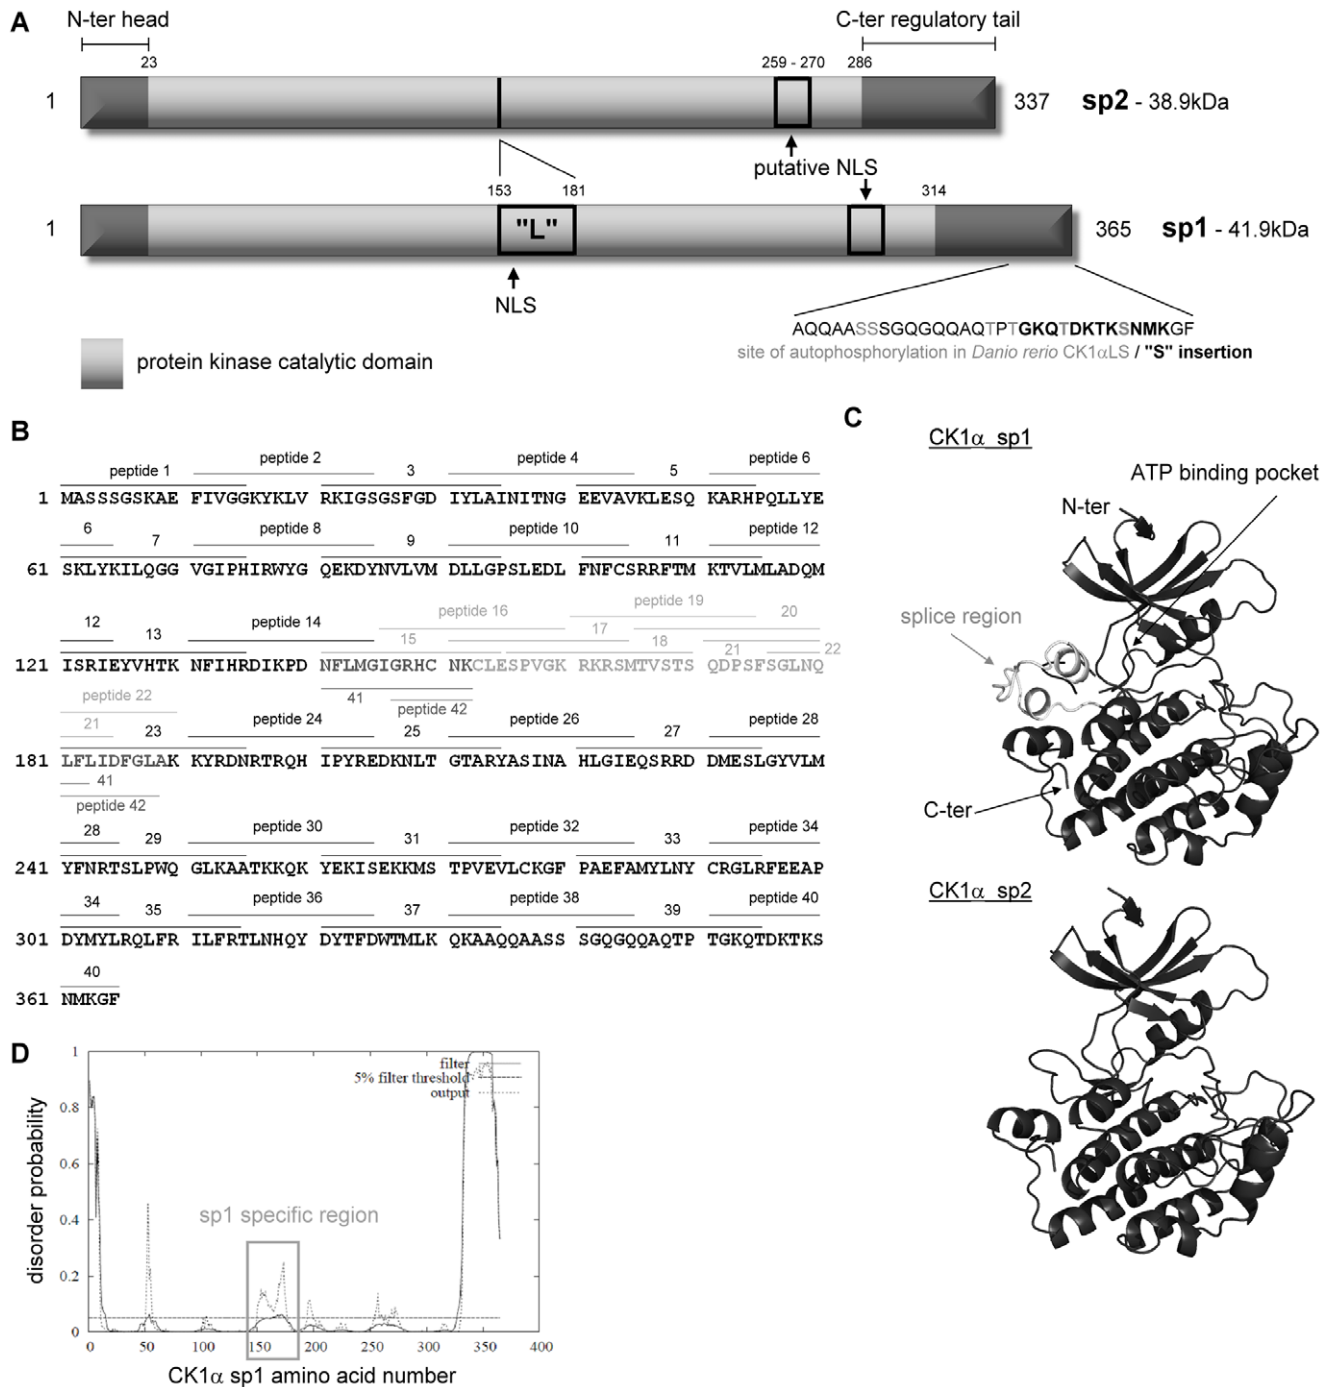 A
N-ter head
C-ter regulatory tail
23
259 - 270
286
1
337
sp2 - 38.9kDa
putative NLS
153
181
314
1
"L"
365
sp1 - 41.9kDa
NLS
AQQAASSSGQGQQAQTPTGKQTDKTKSNMKGF
site of autophosphorylation in Danio rerio CK1αLS / "S" insertion
protein kinase catalytic domain
B
peptide 1 peptide 2 3 peptide 4 5 peptide 6
1 MASSSGSKAE FIVGGKYKLV RKIGSGSFGD IYLAINITNG EEVAVKLESQ KARHPQLLYE
6 7 peptide 8 9 peptide 10 11 peptide 12
61 SKLYKILQGG VGIPHIRWYG QEKDYNVLVM DLLGPSLEDL FNFCSRRFTM KTVLMLADQM
peptide 16 peptide 19 20
12 13 peptide 14 15 17 18 21 22
121 ISRIEYVHTK NFIHRDIKPD NFLMGIGRHC NKCLESPVGK RKRSMTVSTS QDPSFSGLNQ
41
peptide 42
peptide 22
21 23 peptide 24 25 peptide 26 27 peptide 28
181 LFLIDFGLAK KYRDNRTRQH IPYREDKNLT GTARYASINA HLGIEQSRRD DMESLGYVLM
41
peptide 42
28 29 peptide 30 31 peptide 32 33 peptide 34
241 YFNRTSLPWQ GLKAATKKQK YEKISEKKMS TPVEVLCKGF PAEFAMYLNY CRGLRFEEAP
34 35 peptide 36 37 peptide 38 39 peptide 40
301 DYMYLRQLFR ILFRTLNHQY DYTFDWTMLK QKAAQQAASS SGQGQQAQTP TGKQTDKTKS
40
361 NMKGF
C
CK1α sp1
ATP binding pocket
N-ter
splice region
C-ter
CK1α sp2
D
1
0.8
0.6
0.4
0.2
0
disorder probability
filter
5% filter threshold
output
sp1 specific region
0 50 100 150 200 250 300 350 400
CK1α sp1 amino acid number